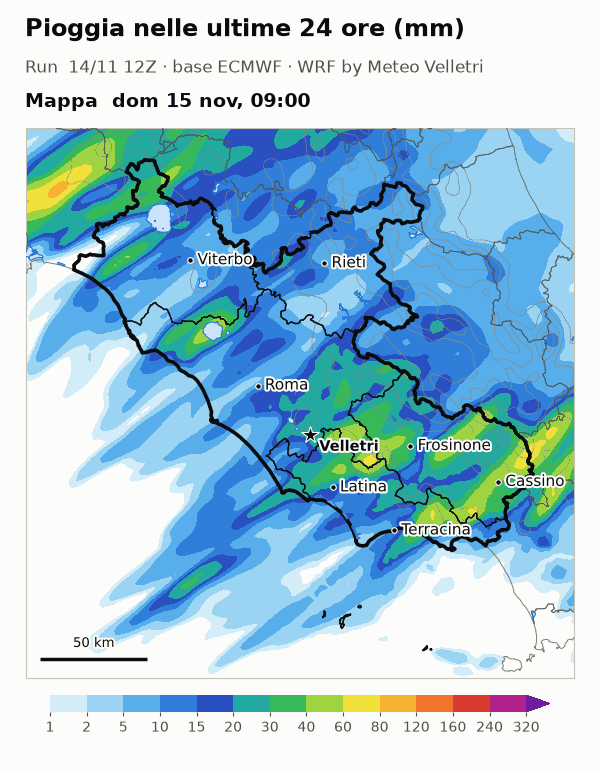 Pioggia nelle ultime 24 ore (mm)
Run  14/11 12Z · base ECMWF · WRF by Meteo Velletri
Mappa  dom 15 nov, 09:00
Viterbo
Rieti
Roma
Velletri
Frosinone
Cassino
Latina
Terracina
50 km
1 2 5 10 15 20 30 40 60 80 120 160 240 320